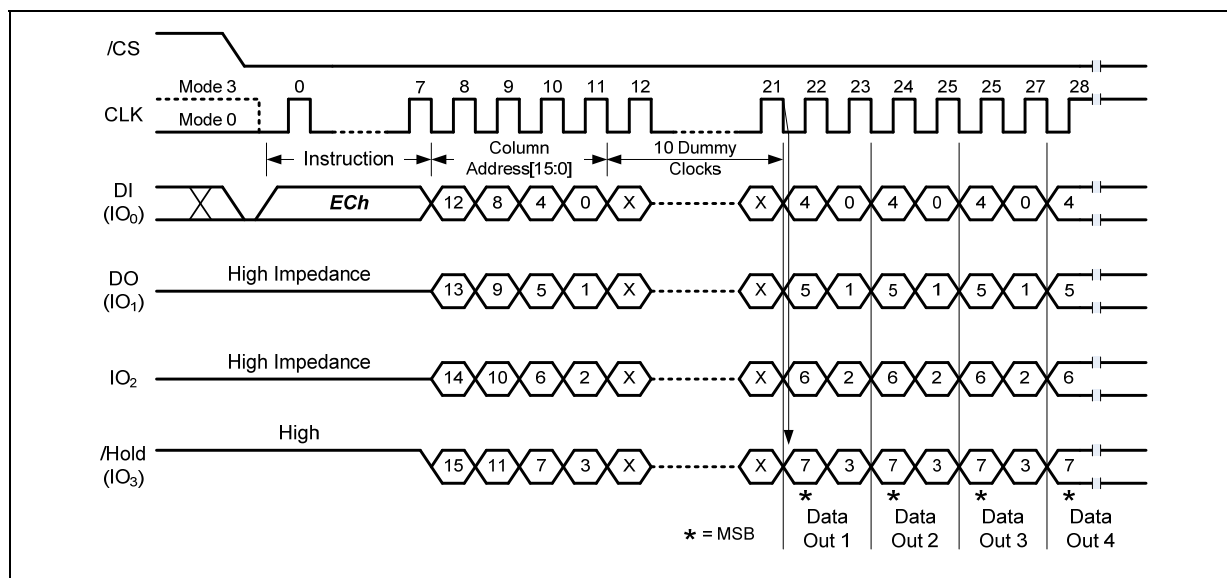 /CS
Mode 3
0 7 8 9 10 11 12 21 22 23 24 25 25 27 28
CLK
Mode 0
Instruction
Column
Address[15:0]
10 Dummy
Clocks
DI
(IO0)
ECh 12 8 4 0 X X 4 0 4 0 4 0 4
High Impedance
DO
(IO1)
13 9 5 1 X X 5 1 5 1 5 1 5
High Impedance
IO2
14 10 6 2 X X 6 2 6 2 6 2 6
High
/Hold
(IO3)
15 11 7 3 X X 7 3 7 3 7 3 7
* * * *
* = MSB
Data
Out 1
Data
Out 2
Data
Out 3
Data
Out 4